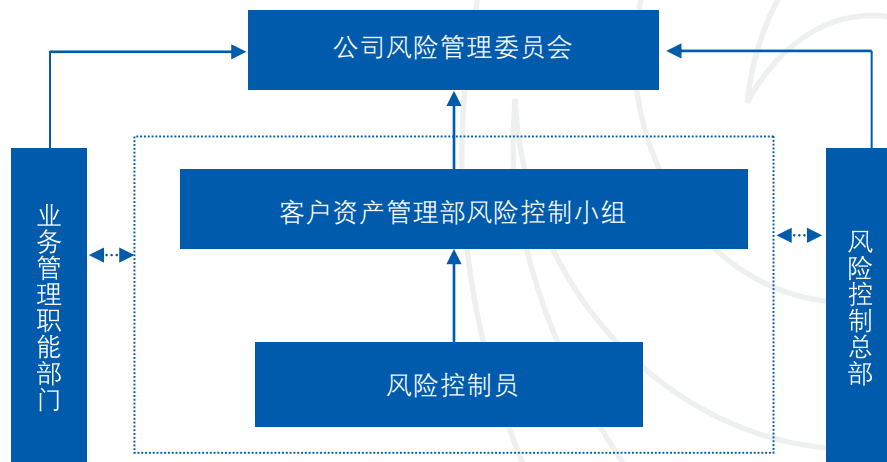 公司风险管理委员会
客户资产管理部风险控制小组
风险控制员
业务管理职能部门
风险控制总部